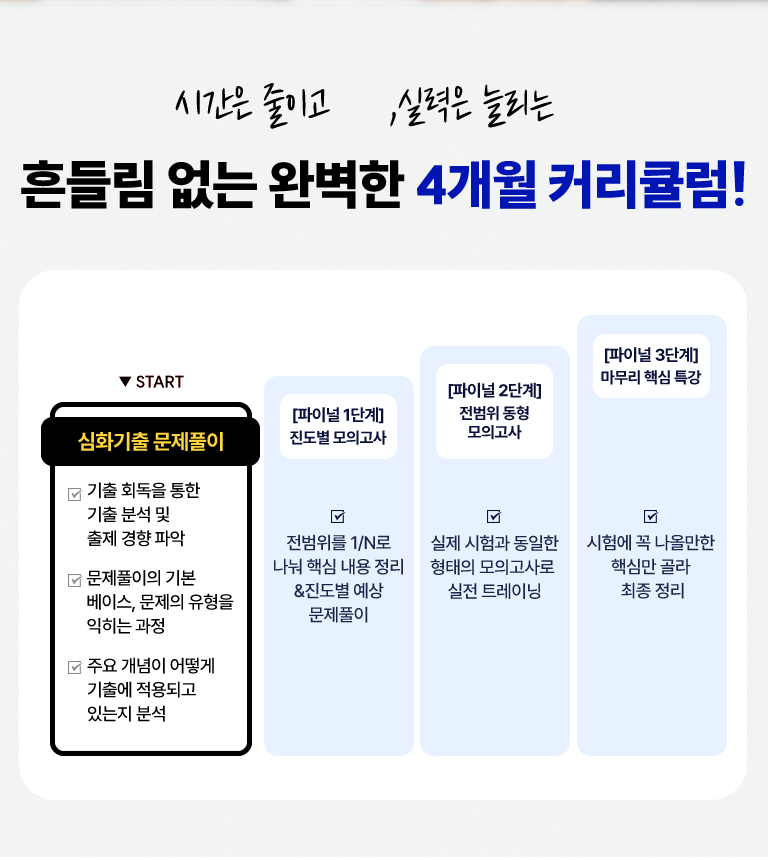 시간은 줄이고 ,실력은 늘리는
흔들림 없는 완벽한 4개월 커리큘럼!
▼ START
심화기출 문제풀이
기출 회독을 통한
기출 분석 및
출제 경향 파악
문제풀이의 기본
베이스, 문제의 유형을
익히는 과정
주요 개념이 어떻게
기출에 적용되고
있는지 분석
[파이널 1단계]
진도별 모의고사
전범위를 1/N로
나눠 핵심 내용 정리
&진도별 예상
문제풀이
[파이널 2단계]
전범위 동형
모의고사
실제 시험과 동일한
형태의 모의고사로
실전 트레이닝
[파이널 3단계]
마무리 핵심 특강
시험에 꼭 나올만한
핵심만 골라
최종 정리